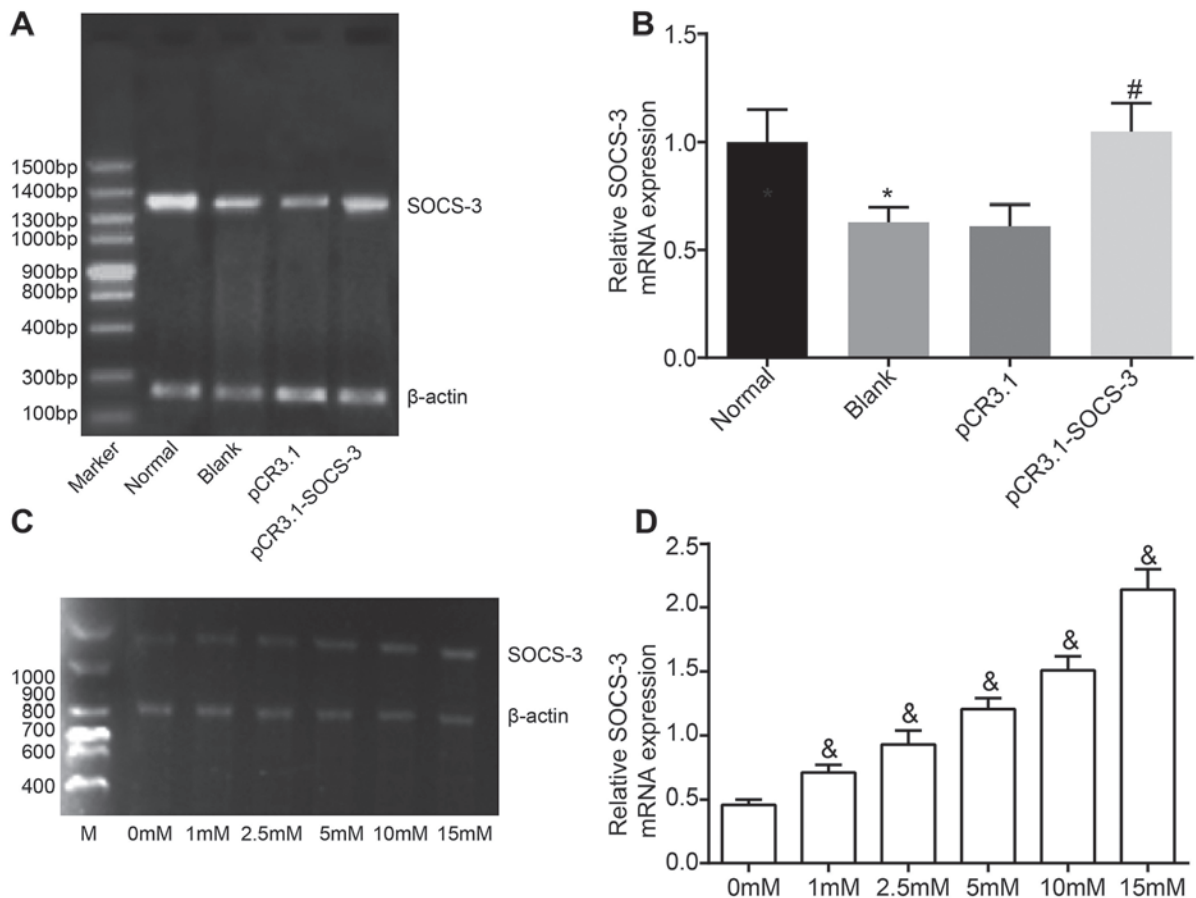 A
1500bp
1400bp
1300bp
1000bp
900bp
800bp
400bp
300bp
100bp
SOCS-3
β-actin
Marker
Normal
Blank
pCR3.1
pCR3.1-SOCS-3
B
Relative SOCS-3
mRNA expression
1.5
1.0
0.5
0.0
*
*
#
Normal
Blank
pCR3.1
pCR3.1-SOCS-3
C
1000
900
800
700
600
400
SOCS-3
β-actin
M 0mM 1mM 2.5mM 5mM 10mM 15mM
D
Relative SOCS-3
mRNA expression
2.5
2.0
1.5
1.0
0.5
0.0
&
&
&
&
&
0mM 1mM 2.5mM 5mM 10mM 15mM